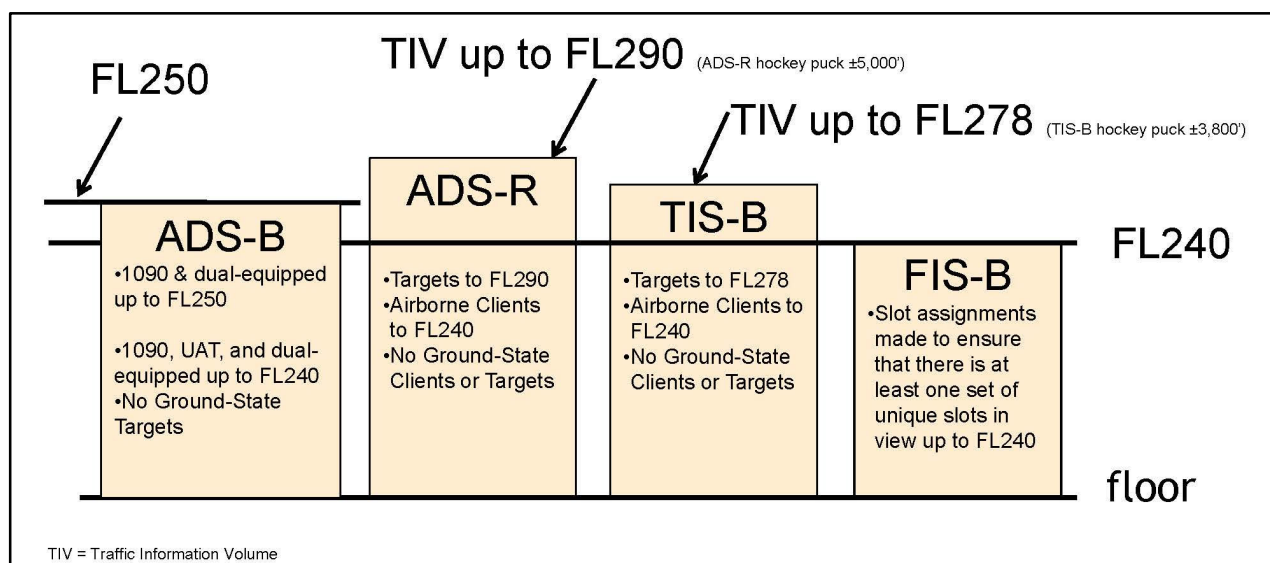 TIV up to FL290 (ADS-R hockey puck ±5,000')
FL250
TIV up to FL278 (TIS-B hockey puck ±3,800')
ADS-B
•1090 & dual-equipped
up to FL250
•1090, UAT, and dual-
equipped up to FL240
•No Ground-State
Targets
ADS-R
•Targets to FL290
•Airborne Clients
to FL240
•No Ground-State
Clients or Targets
TIS-B
•Targets to FL278
•Airborne Clients to
FL240
•No Ground-State
Clients or Targets
FL240
FIS-B
•Slot assignments
made to ensure
that there is at
least one set of
unique slots in
view up to FL240
floor
TIV = Traffic Information Volume